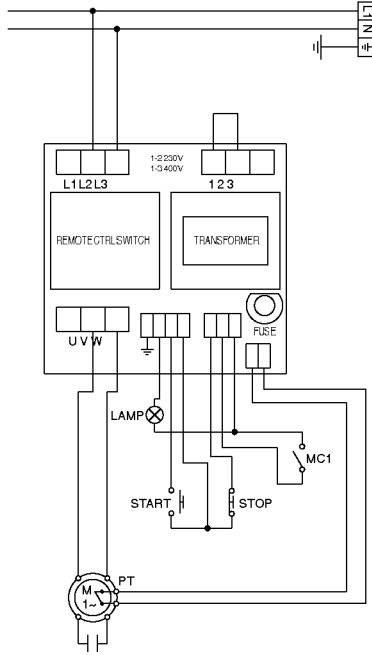 L1
N
1-2 230V
1-3 400V
L1 L2 L3
1 2 3
REMOTE CTRL SWITCH
TRANSFORMER
FUSE
U V W
LAMP
MC1
START
STOP
PT
M
1~